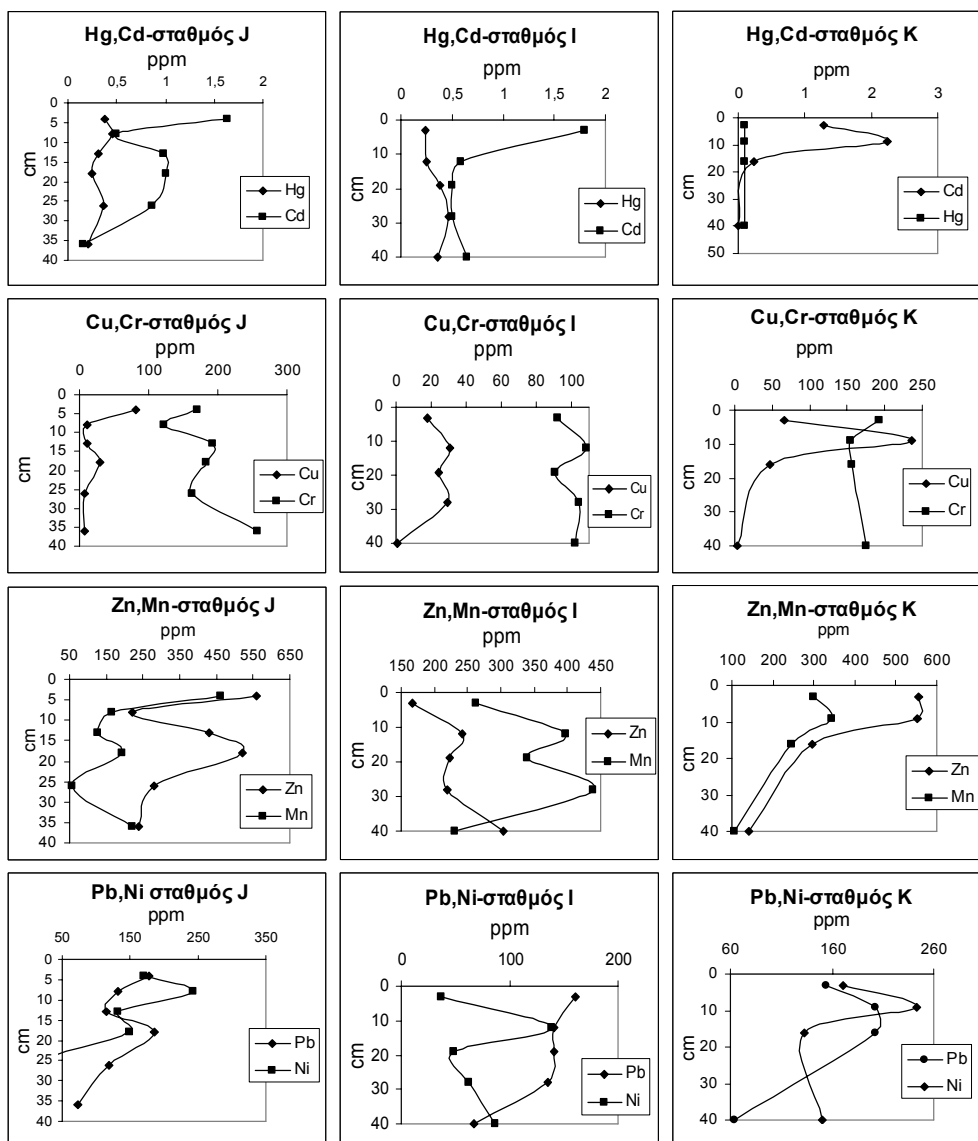 Hg,Cd-σταθμός J
ppm
0 0,5 1 1,5 2
0
5
10
15
20
25
30
35
40
cm
Hg
Cd
Hg,Cd-σταθμός I
ppm
0 0,5 1 1,5 2
0
10
20
30
40
cm
Hg
Cd
Hg,Cd-σταθμός K
ppm
0 1 2 3
0
10
20
30
40
50
cm
Cd
Hg
Cu,Cr-σταθμός J
ppm
0 100 200 300
0
5
10
15
20
25
30
35
40
cm
Cu
Cr
Cu,Cr-σταθμός I
ppm
0 20 40 60 80 100
0
10
20
30
40
cm
Cu
Cr
Cu,Cr-σταθμός K
ppm
0 50 100 150 200 250
0
10
20
30
40
cm
Cu
Cr
Zn,Mn-σταθμός J
ppm
50 150 250 350 450 550 650
0
5
10
15
20
25
30
35
40
cm
Zn
Mn
Zn,Mn-σταθμός I
ppm
150 200 250 300 350 400 450
0
10
20
30
40
cm
Zn
Mn
Zn,Mn-σταθμός K
ppm
100 200 300 400 500 600
0
10
20
30
40
cm
Zn
Mn
Pb,Ni σταθμός J
ppm
50 150 250 350
0
5
10
15
20
25
30
35
40
cm
Pb
Ni
Pb,Ni-σταθμός I
ppm
0 100 200
0
10
20
30
40
cm
Pb
Ni
Pb,Ni-σταθμός K
ppm
60 160 260
0
10
20
30
40
cm
Pb
Ni